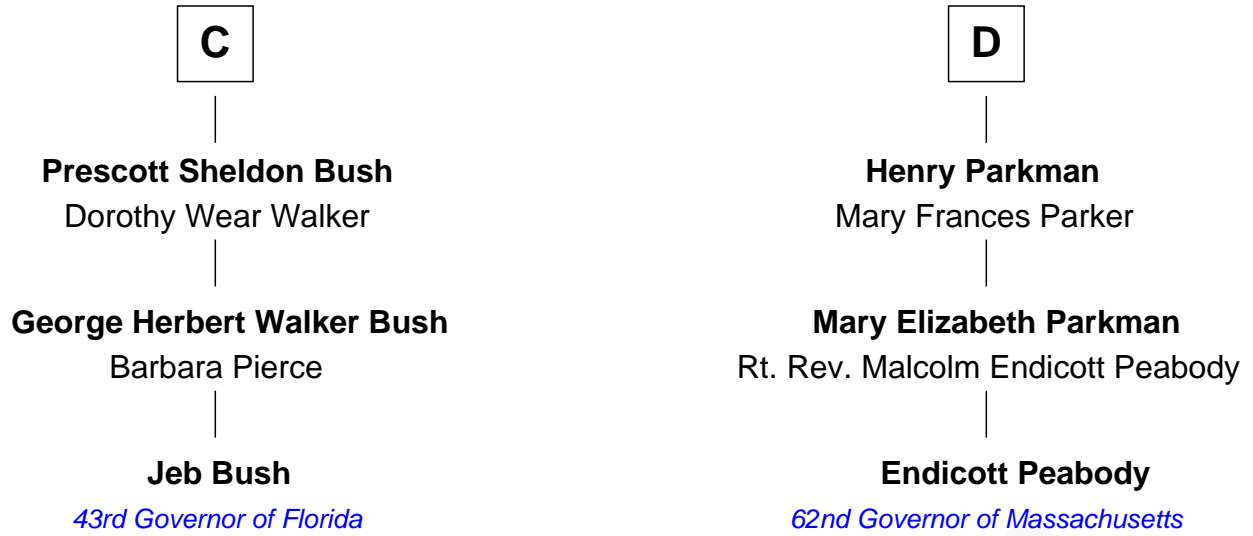 C
Prescott Sheldon Bush
Dorothy Wear Walker
George Herbert Walker Bush
Barbara Pierce
Jeb Bush
43rd Governor of Florida
D
Henry Parkman
Mary Frances Parker
Mary Elizabeth Parkman
Rt. Rev. Malcolm Endicott Peabody
Endicott Peabody
62nd Governor of Massachusetts